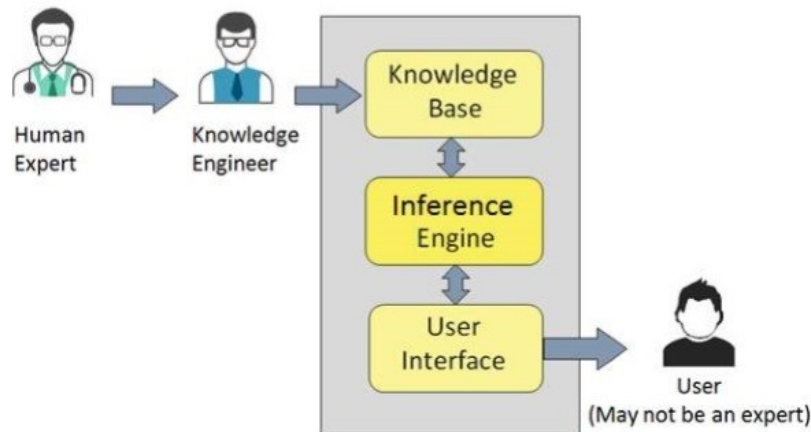 Human
Expert
Knowledge
Engineer
Knowledge
Base
Inference
Engine
User
Interface
User
(May not be an expert)